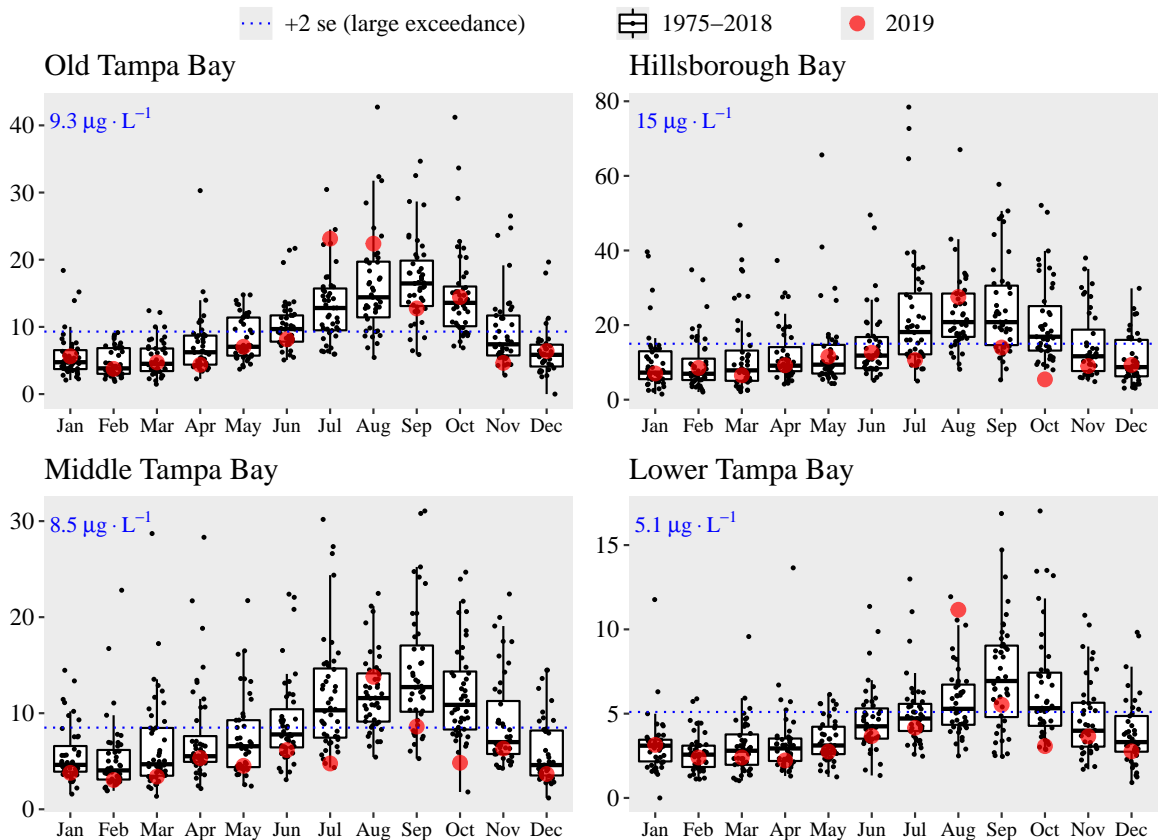 +2 se (large exceedance) 1975–2018 2019
Old Tampa Bay
9.3 μg · L⁻¹
40
30
20
10
0
Jan Feb Mar Apr May Jun Jul Aug Sep Oct Nov Dec
Hillsborough Bay
15 μg · L⁻¹
80
60
40
20
0
Jan Feb Mar Apr May Jun Jul Aug Sep Oct Nov Dec
Middle Tampa Bay
8.5 μg · L⁻¹
30
20
10
0
Jan Feb Mar Apr May Jun Jul Aug Sep Oct Nov Dec
Lower Tampa Bay
5.1 μg · L⁻¹
15
10
5
0
Jan Feb Mar Apr May Jun Jul Aug Sep Oct Nov Dec